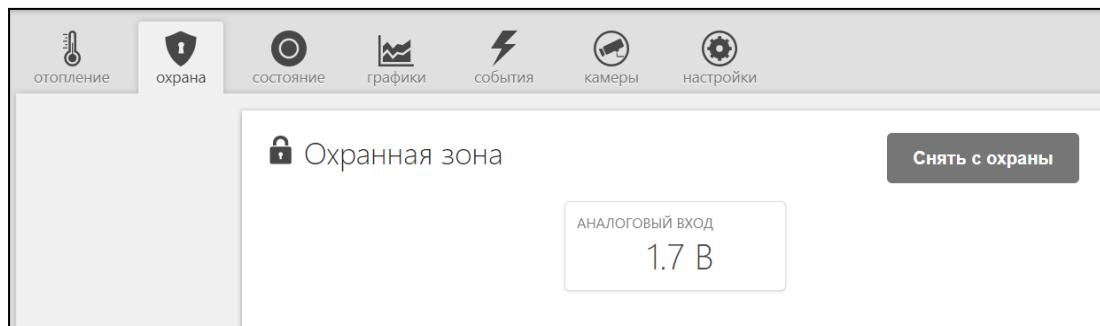 отопление
охрана
состояние
графики
события
камеры
настройки
Охранная зона
Снять с охраны
АНАЛОГОВЫЙ ВХОД
1.7 В